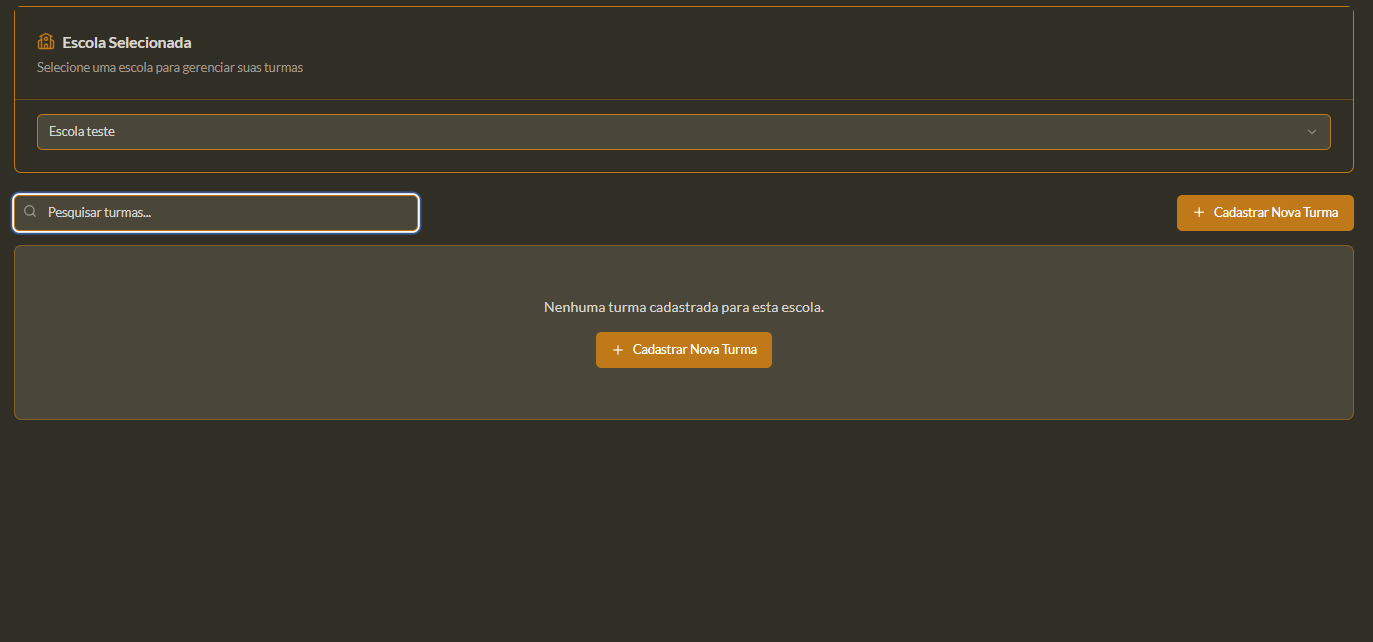 Escola Selecionada
Selecione uma escola para gerenciar suas turmas
Escola teste
Pesquisar turmas...
Cadastrar Nova Turma
Nenhuma turma cadastrada para esta escola.
Cadastrar Nova Turma